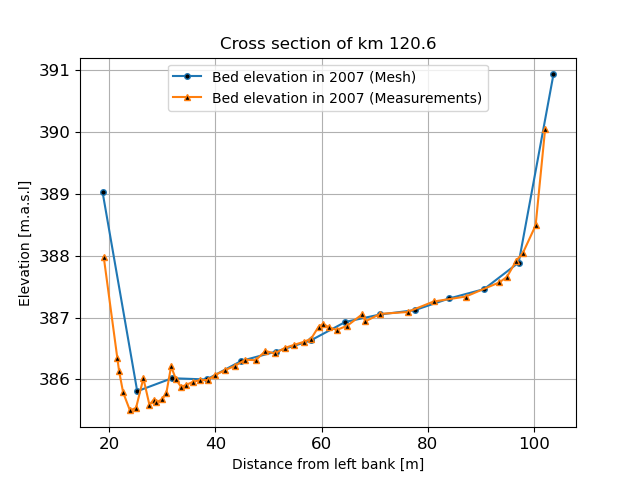 Cross section of km 120.6
Bed elevation in 2007 (Mesh)
Bed elevation in 2007 (Measurements)
391
390
389
388
387
386
Elevation [m.a.s.l]
20 40 60 80 100
Distance from left bank [m]